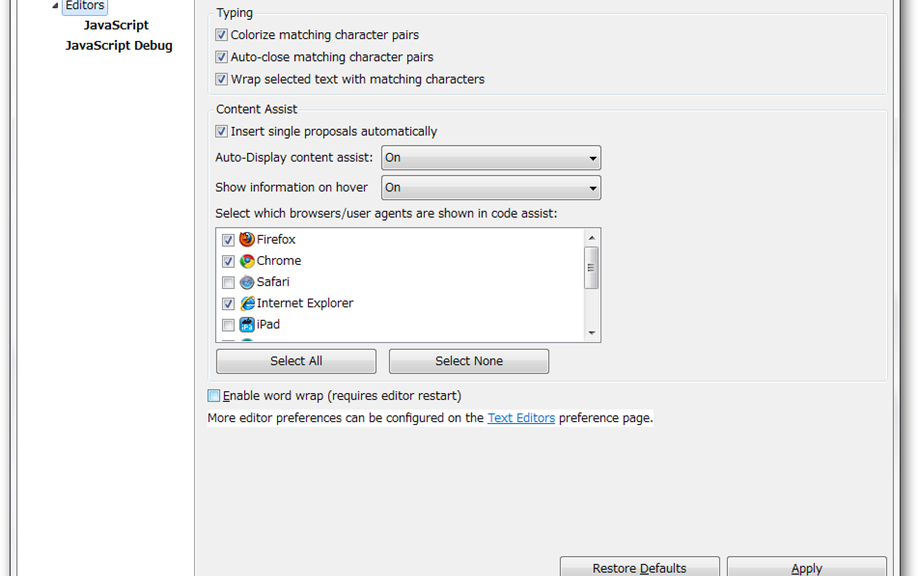 Editors
JavaScript
JavaScript Debug
Typing
Colorize matching character pairs
Auto-close matching character pairs
Wrap selected text with matching characters
Content Assist
Insert single proposals automatically
Auto-Display content assist: On
Show information on hover On
Select which browsers/user agents are shown in code assist:
Firefox
Chrome
Safari
Internet Explorer
iPad
Select All Select None
Enable word wrap (requires editor restart)
More editor preferences can be configured on the Text Editors preference page.
Restore Defaults Apply